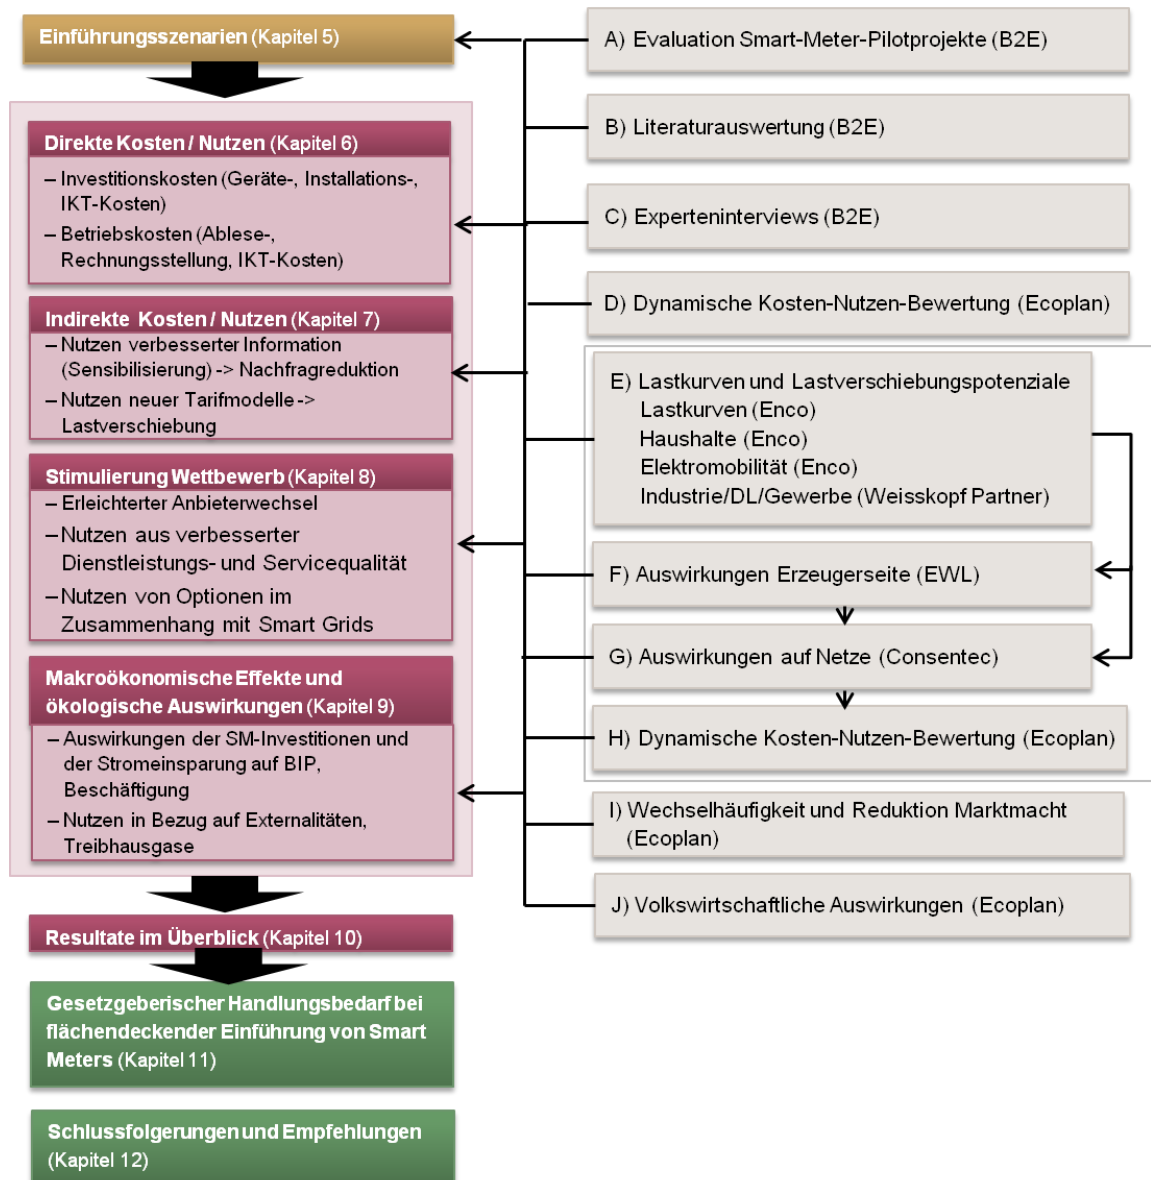 Einführungsszenarien (Kapitel 5)
Direkte Kosten / Nutzen (Kapitel 6)
– Investitionskosten (Geräte-, Installations-,
IKT-Kosten)
– Betriebskosten (Ablese-,
Rechnungsstellung, IKT-Kosten)
Indirekte Kosten / Nutzen (Kapitel 7)
– Nutzen verbesserter Information
(Sensibilisierung) -> Nachfragreduktion
– Nutzen neuer Tarifmodelle ->
Lastverschiebung
Stimulierung Wettbewerb (Kapitel 8)
– Erleichterter Anbieterwechsel
– Nutzen aus verbesserter
Dienstleistungs- und Servicequalität
– Nutzen von Optionen im
Zusammenhang mit Smart Grids
Makroökonomische Effekte und
ökologische Auswirkungen (Kapitel 9)
– Auswirkungen der SM-Investitionen und
der Stromeinsparung auf BIP,
Beschäftigung
– Nutzen in Bezug auf Externalitäten,
Treibhausgase
Resultate im Überblick (Kapitel 10)
Gesetzgeberischer Handlungsbedarf bei
flächendeckender Einführung von Smart
Meters (Kapitel 11)
Schlussfolgerungen und Empfehlungen
(Kapitel 12)
A) Evaluation Smart-Meter-Pilotprojekte (B2E)
B) Literaturauswertung (B2E)
C) Experteninterviews (B2E)
D) Dynamische Kosten-Nutzen-Bewertung (Ecoplan)
E) Lastkurven und Lastverschiebungspotenziale
Lastkurven (Enco)
Haushalte (Enco)
Elektromobilität (Enco)
Industrie/DL/Gewerbe (Weisskopf Partner)
F) Auswirkungen Erzeugerseite (EWL)
G) Auswirkungen auf Netze (Consentec)
H) Dynamische Kosten-Nutzen-Bewertung (Ecoplan)
I) Wechselhäufigkeit und Reduktion Marktmacht
(Ecoplan)
J) Volkswirtschaftliche Auswirkungen (Ecoplan)